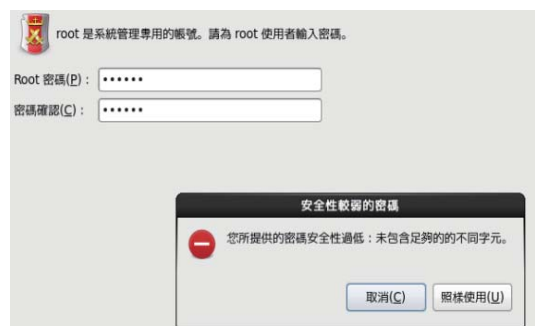 root 是系統管理專用的帳號。請為 root 使用者輸入密碼。
Root 密碼(P)：••••••
密碼確認(C)：••••••
安全性較弱的密碼
您所提供的密碼安全性過低：未包含足夠的的不同字元。
取消(C) 照樣使用(U)